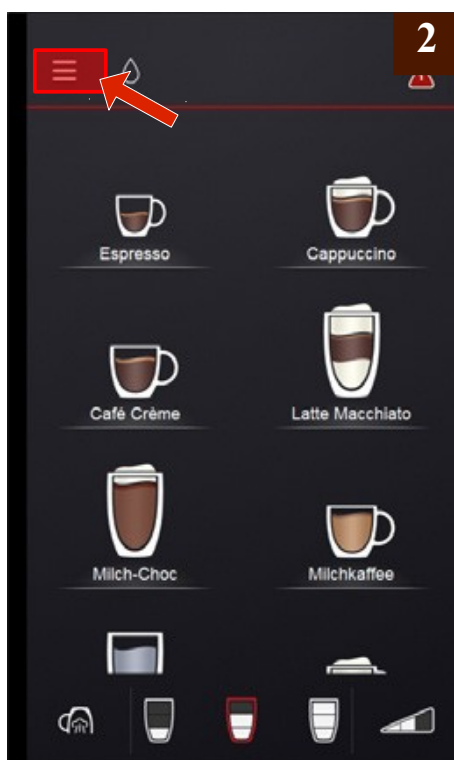 2
Espresso
Cappuccino
Café Crème
Latte Macchiato
Milch-Choc
Milchkaffee